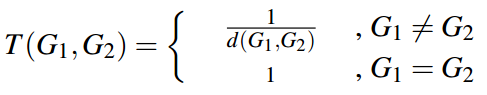 T(G₁,G₂) = { 1/d(G₁,G₂) , G₁ ≠ G₂
1 , G₁ = G₂